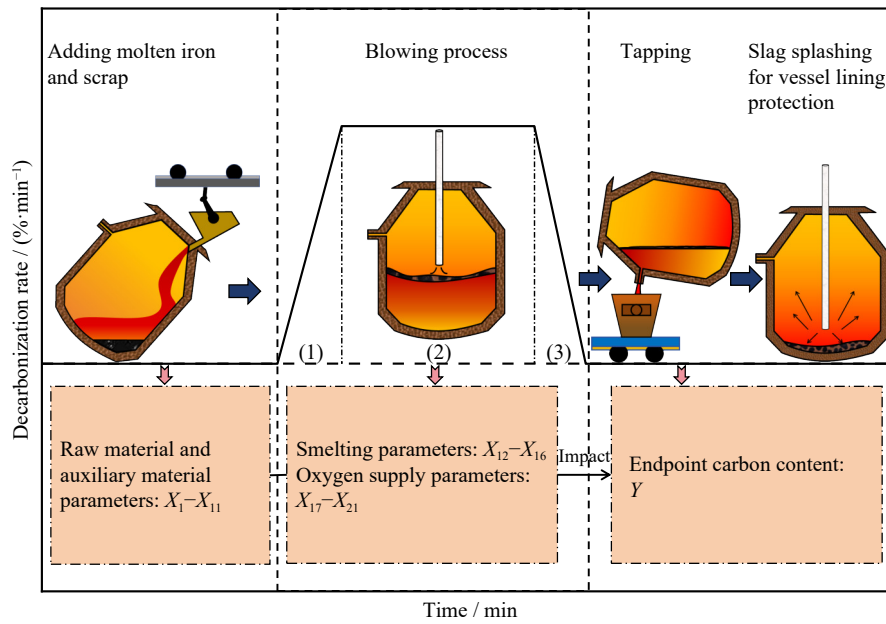 Adding molten iron
and scrap
Blowing process
Tapping
Slag splashing
for vessel lining
protection
Decarbonization rate / (%·min⁻¹)
(1)
(2)
(3)
Raw material and
auxiliary material
parameters: X₁−X₁₁
Smelting parameters: X₁₂−X₁₆
Oxygen supply parameters:
X₁₇−X₂₁
Impact
Endpoint carbon content:
Y
Time / min